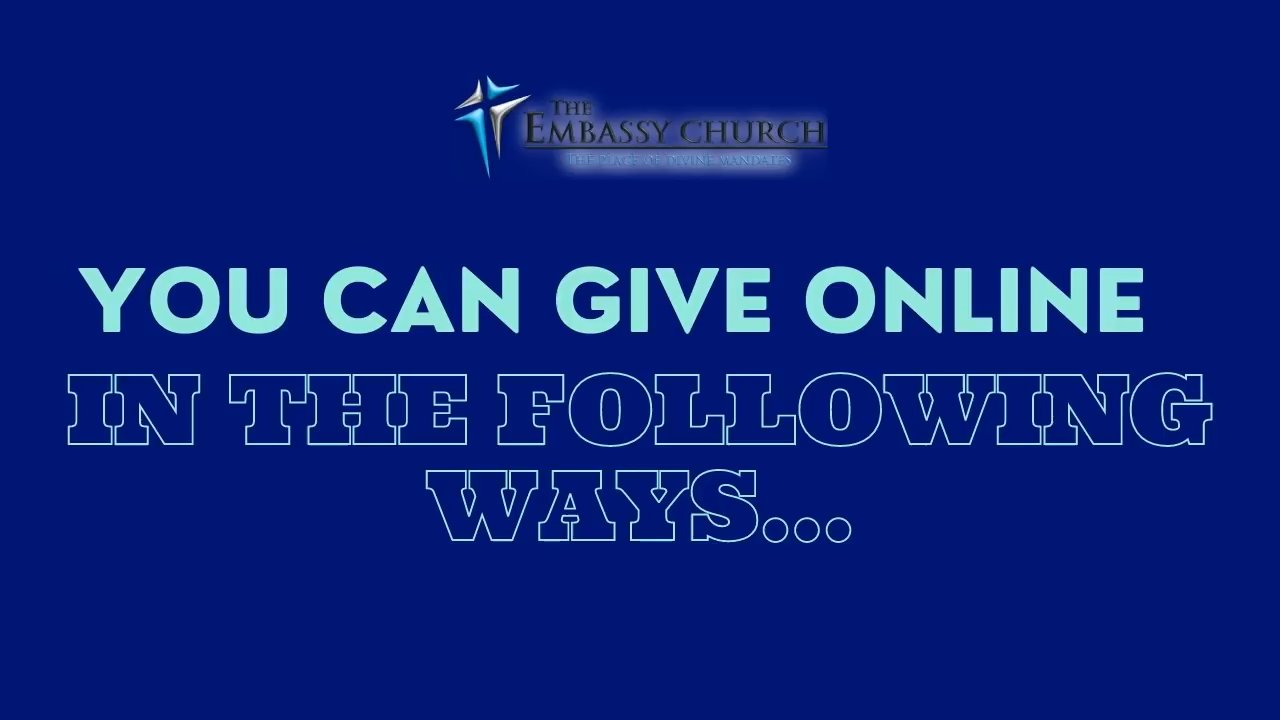 THE
EMBASSY CHURCH
THE PLACE OF DIVINE MANDATES
YOU CAN GIVE ONLINE
IN THE FOLLOWING
WAYS...